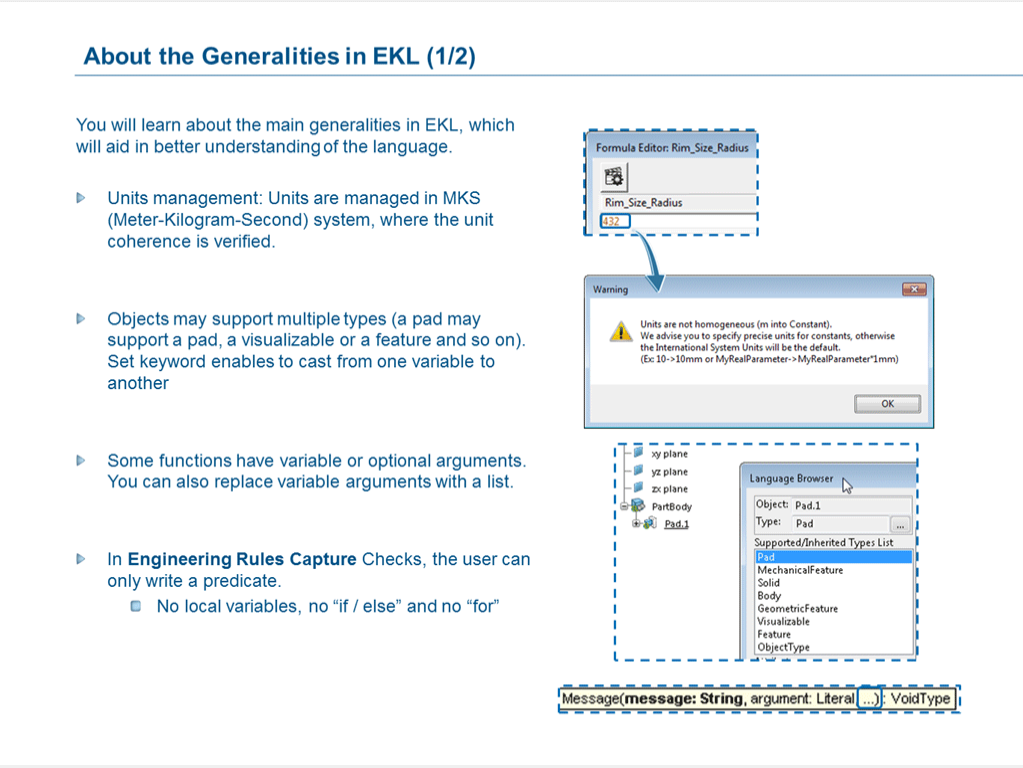 About the Generalities in EKL (1/2)
You will learn about the main generalities in EKL, which
will aid in better understanding of the language.
Units management: Units are managed in MKS
(Meter-Kilogram-Second) system, where the unit
coherence is verified.
Objects may support multiple types (a pad may
support a pad, a visualizable or a feature and so on).
Set keyword enables to cast from one variable to
another
Some functions have variable or optional arguments.
You can also replace variable arguments with a list.
In Engineering Rules Capture Checks, the user can
only write a predicate.
No local variables, no “if / else” and no “for”
Formula Editor: Rim_Size_Radius
Rim_Size_Radius
432
Warning
Units are not homogeneous (m into Constant).
We advise you to specify precise units for constants, otherwise
the International System Units will be the default.
(Ex: 10->10mm or MyRealParameter->MyRealParameter*1mm)
OK
xy plane
yz plane
zx plane
PartBody
Pad.1
Language Browser
Object: Pad.1
Type: Pad
...
Supported/Inherited Types List
Pad
MechanicalFeature
Solid
Body
GeometricFeature
Visualizable
Feature
ObjectType
Message(message: String, argument: Literal, ...): VoidType